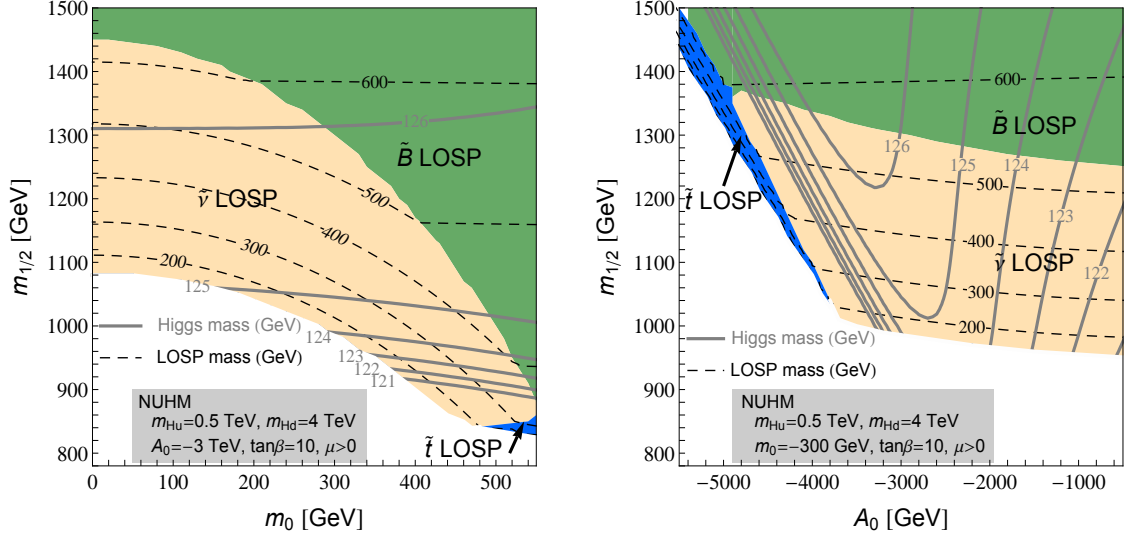 1500
1400
1300
1200
1100
1000
900
800
m1/2 [GeV]
600
126
B̃ LOSP
500
ν̃ LOSP
400
300
200
125
124
123
122
121
Higgs mass (GeV)
LOSP mass (GeV)
NUHM
mHu=0.5 TeV, mHd=4 TeV
A0=−3 TeV, tanβ=10, μ>0
t̃ LOSP
0 100 200 300 400 500
m0 [GeV]
1500
1400
1300
1200
1100
1000
900
800
m1/2 [GeV]
600
B̃ LOSP
126
125
124
t̃ LOSP
500
123
400
ν̃ LOSP
122
300
200
Higgs mass (GeV)
LOSP mass (GeV)
NUHM
mHu=0.5 TeV, mHd=4 TeV
m0=−300 GeV, tanβ=10, μ>0
−5000 −4000 −3000 −2000 −1000
A0 [GeV]